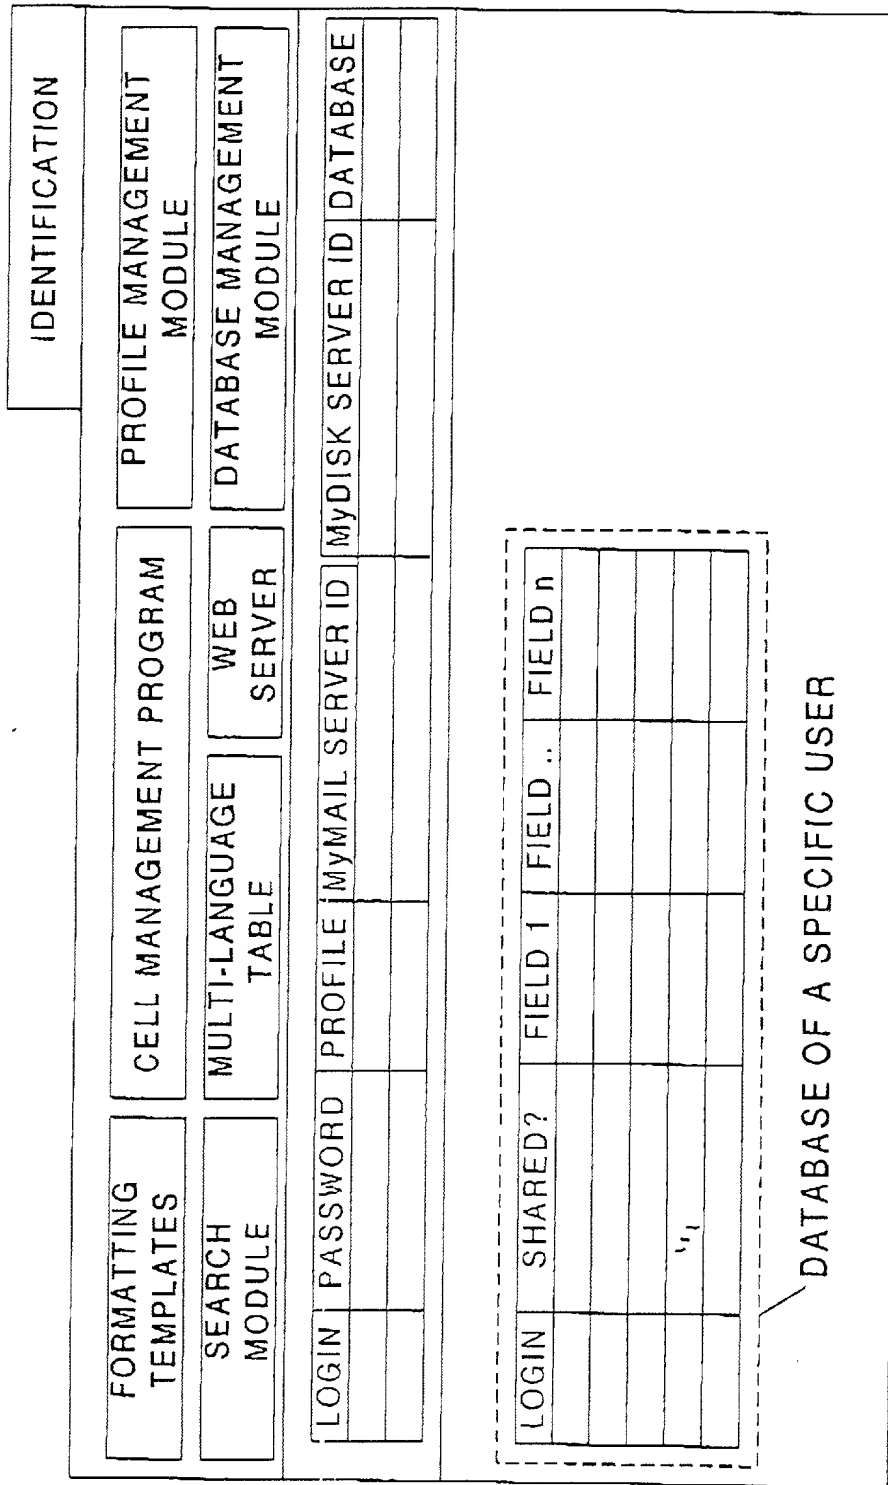 IDENTIFICATION
FORMATTING
TEMPLATES
CELL MANAGEMENT PROGRAM
PROFILE MANAGEMENT
MODULE
SEARCH
MODULE
MULTI-LANGUAGE
TABLE
WEB
SERVER
DATABASE MANAGEMENT
MODULE
LOGIN PASSWORD PROFILE MyMAIL SERVER ID MyDISK SERVER ID DATABASE
LOGIN SHARED? FIELD 1 FIELD .. FIELD n
DATABASE OF A SPECIFIC USER